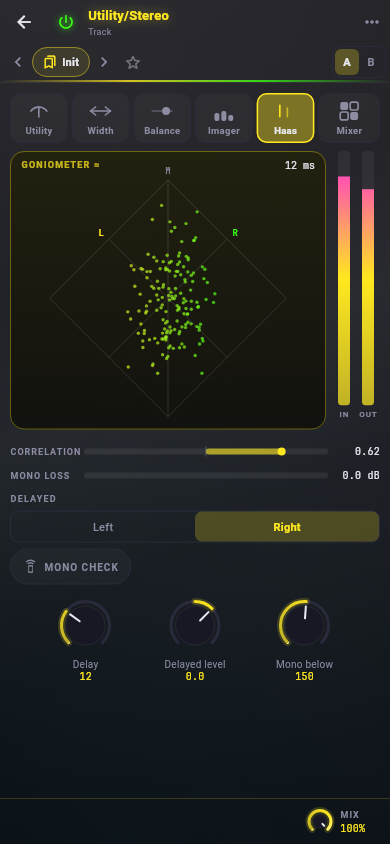 Utility/Stereo
Track
Init
A B
Utility Width Balance Imager Haas Mixer
GONIOMETER ≈ 12 ms
M
L R
IN OUT
CORRELATION 0.62
MONO LOSS 0.0 dB
DELAYED
Left Right
MONO CHECK
Delay Delayed level Mono below
12 0.0 150
MIX
100%